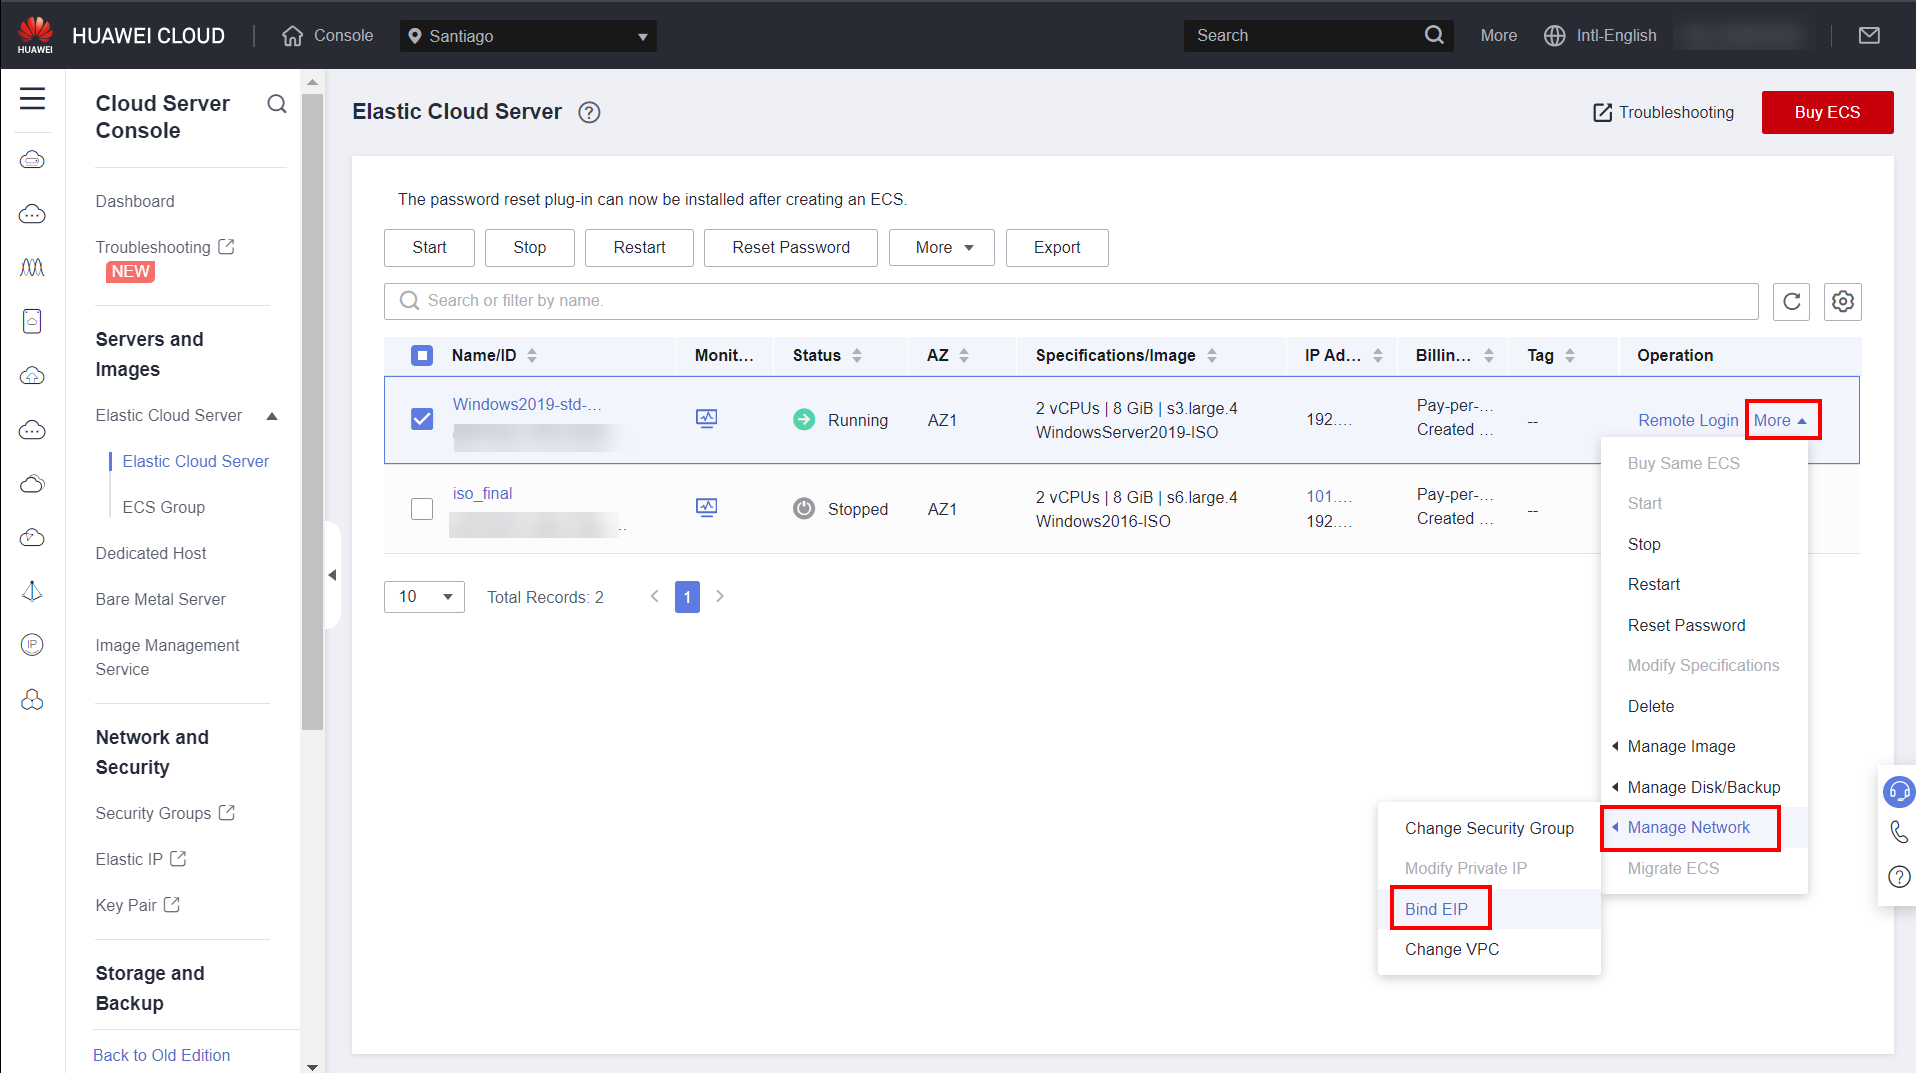 HUAWEI
HUAWEI CLOUD
Console
Santiago
Search
More
Intl-English
Cloud Server
Console
Dashboard
Troubleshooting
NEW
Servers and
Images
Elastic Cloud Server
Elastic Cloud Server
ECS Group
Dedicated Host
Bare Metal Server
Image Management
Service
Network and
Security
Security Groups
Elastic IP
Key Pair
Storage and
Backup
Back to Old Edition
IP
Elastic Cloud Server
Troubleshooting
Buy ECS
The password reset plug-in can now be installed after creating an ECS.
Start
Stop
Restart
Reset Password
More
Export
Search or filter by name.
Name/ID
Monit...
Status
AZ
Specifications/Image
IP Ad...
Billin...
Tag
Operation
Windows2019-std-...
Running
AZ1
2 vCPUs | 8 GiB | s3.large.4
WindowsServer2019-ISO
192....
Pay-per-...
Created ...
--
Remote Login
More
iso_final
...
Stopped
AZ1
2 vCPUs | 8 GiB | s6.large.4
Windows2016-ISO
101....
192....
Pay-per-...
Created ...
--
10
Total Records: 2
1
Buy Same ECS
Start
Stop
Restart
Reset Password
Modify Specifications
Delete
Manage Image
Manage Disk/Backup
Manage Network
Migrate ECS
Change Security Group
Modify Private IP
Bind EIP
Change VPC